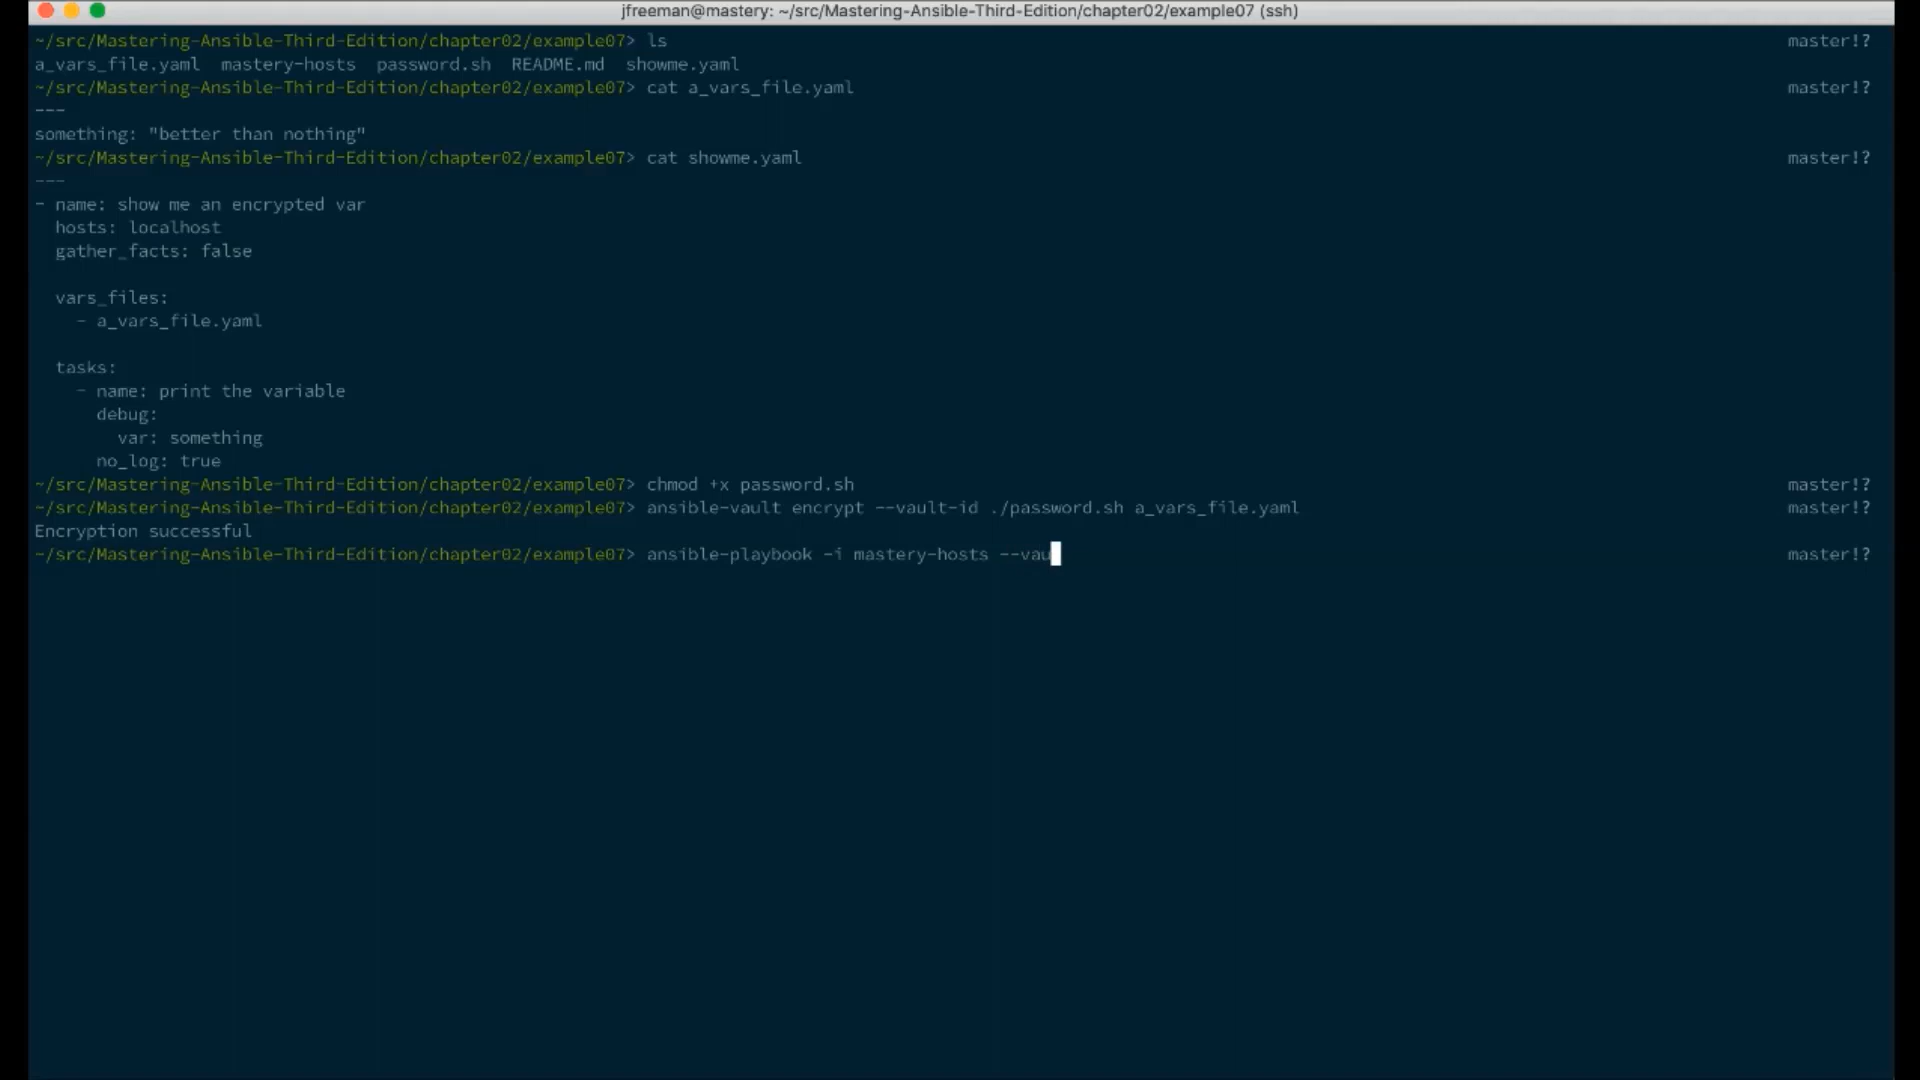 jfreeman@mastery: ~/src/Mastering-Ansible-Third-Edition/chapter02/example07 (ssh)
~/src/Mastering-Ansible-Third-Edition/chapter02/example07> ls master!?
a_vars_file.yaml  mastery-hosts  password.sh  README.md  showme.yaml
~/src/Mastering-Ansible-Third-Edition/chapter02/example07> cat a_vars_file.yaml master!?
---
something: "better than nothing"
~/src/Mastering-Ansible-Third-Edition/chapter02/example07> cat showme.yaml master!?
---
- name: show me an encrypted var
  hosts: localhost
  gather_facts: false
  vars_files:
    - a_vars_file.yaml
  tasks:
    - name: print the variable
      debug:
        var: something
      no_log: true
~/src/Mastering-Ansible-Third-Edition/chapter02/example07> chmod +x password.sh master!?
~/src/Mastering-Ansible-Third-Edition/chapter02/example07> ansible-vault encrypt --vault-id ./password.sh a_vars_file.yaml master!?
Encryption successful
~/src/Mastering-Ansible-Third-Edition/chapter02/example07> ansible-playbook -i mastery-hosts --vau master!?